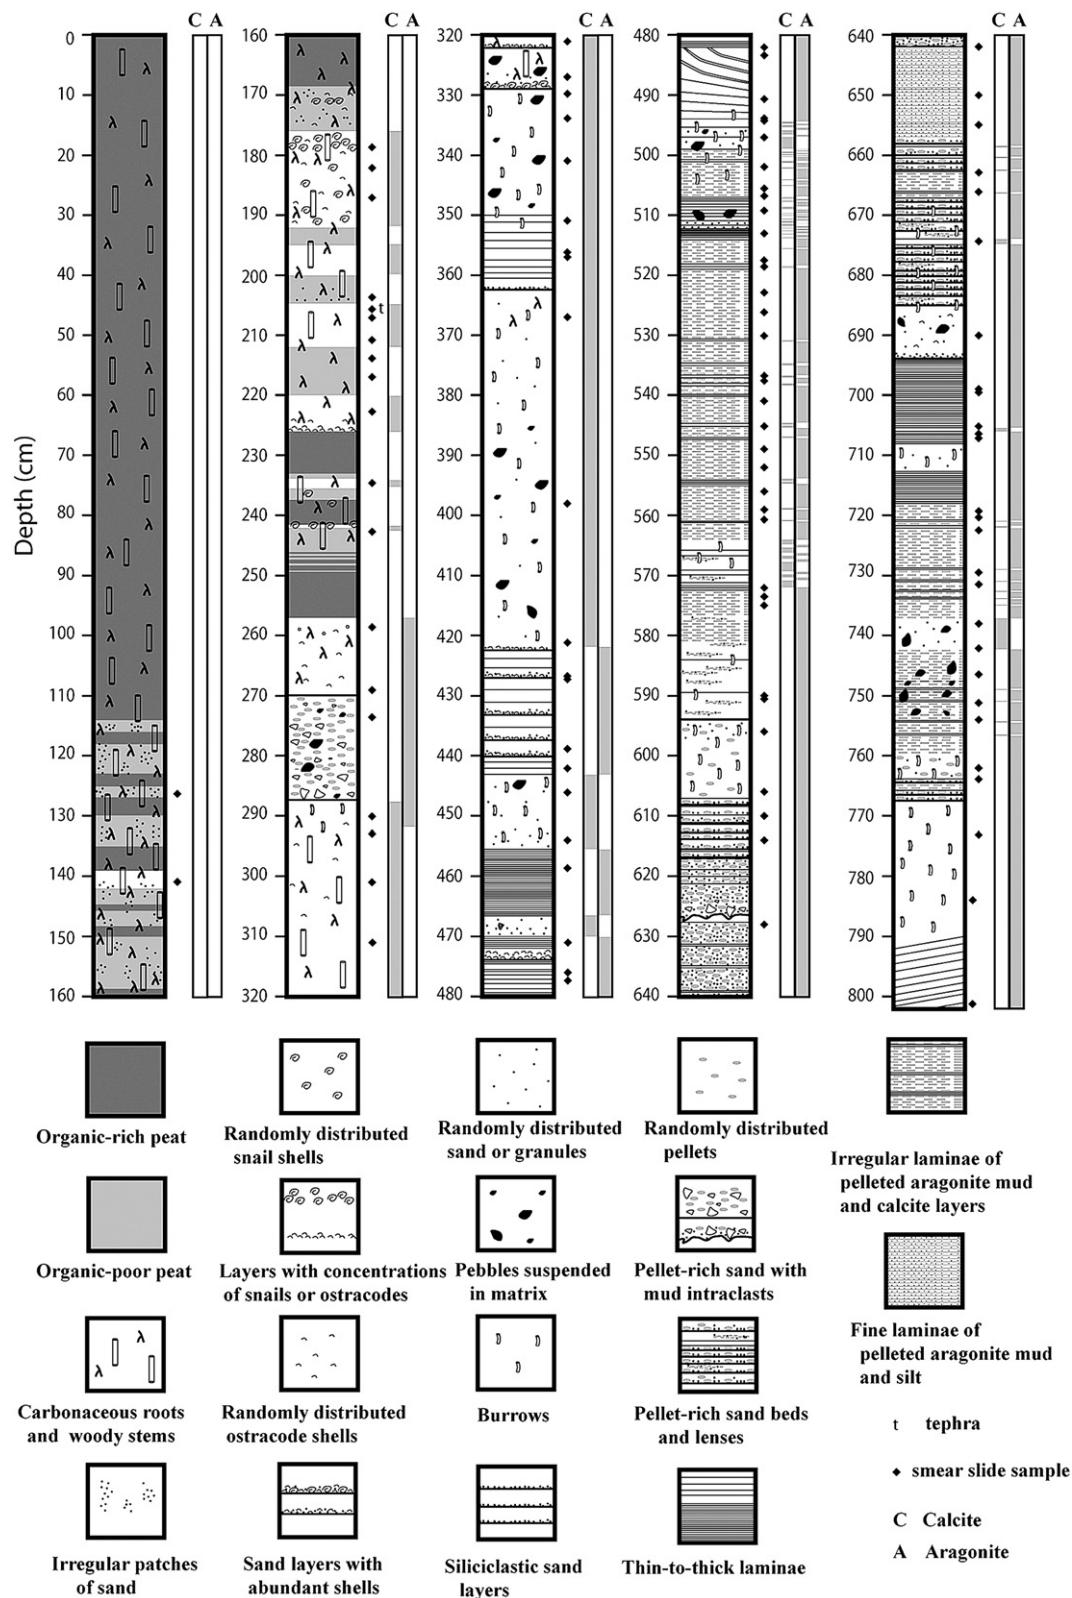 C A
C A
C A
C A
C A
0
10
20
30
40
50
60
70
80
90
100
110
120
130
140
150
160
Depth (cm)
160
170
180
190
200
210
220
230
240
250
260
270
280
290
300
310
320
t
320
330
340
350
360
370
380
390
400
410
420
430
440
450
460
470
480
480
490
500
510
520
530
540
550
560
570
580
590
600
610
620
630
640
640
650
660
670
680
690
700
710
720
730
740
750
760
770
780
790
800
Organic-rich peat
Randomly distributed
snail shells
Randomly distributed
sand or granules
Randomly distributed
pellets
Irregular laminae of
pelleted aragonite mud
and calcite layers
Organic-poor peat
Layers with concentrations
of snails or ostracodes
Pebbles suspended
in matrix
Pellet-rich sand with
mud intraclasts
Fine laminae of
pelleted aragonite mud
and silt
Carbonaceous roots
and woody stems
Randomly distributed
ostracode shells
Burrows
Pellet-rich sand beds
and lenses
t tephra
smear slide sample
C Calcite
A Aragonite
Irregular patches
of sand
Sand layers with
abundant shells
Siliciclastic sand
layers
Thin-to-thick laminae